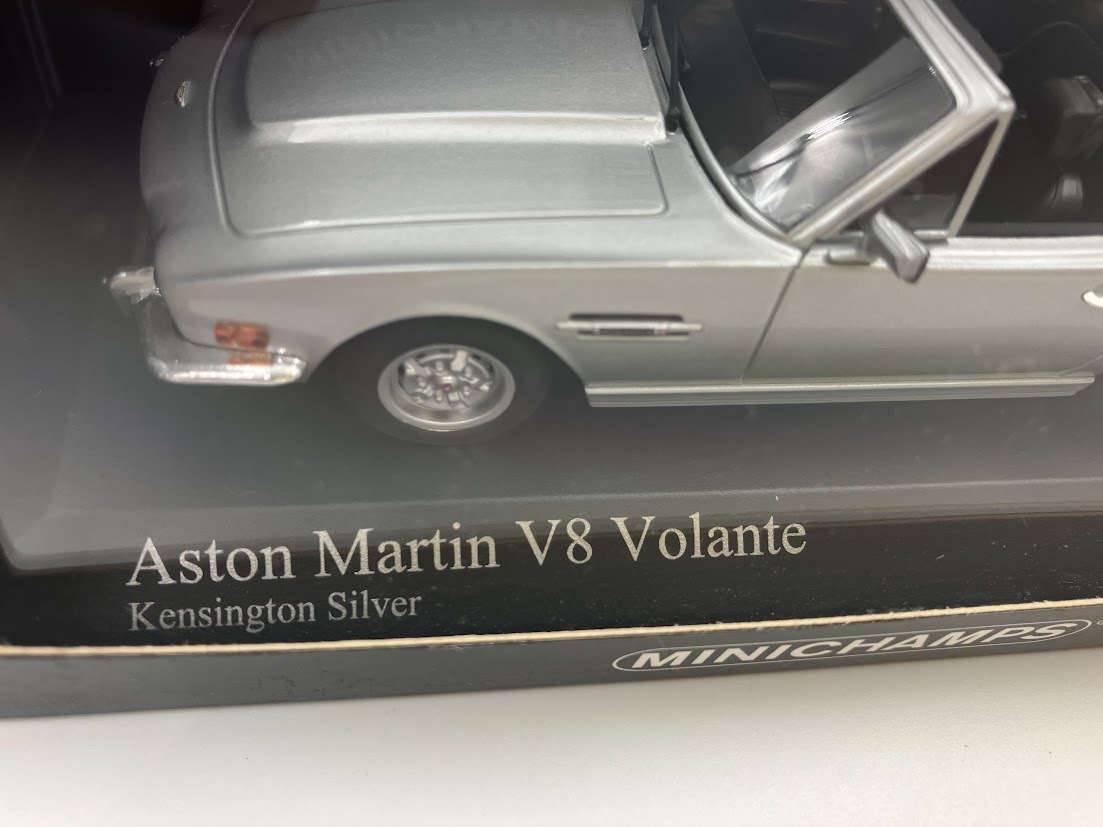 Aston Martin V8 Volante
Kensington Silver
MINICHAMPS